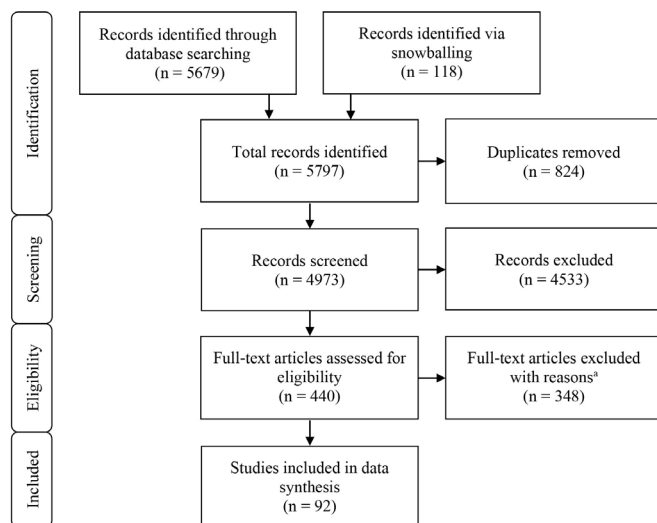 Identification
Records identified through
database searching
(n = 5679)
Records identified via
snowballing
(n = 118)
Total records identified
(n = 5797)
Duplicates removed
(n = 824)
Screening
Records screened
(n = 4973)
Records excluded
(n = 4533)
Eligibility
Full-text articles assessed for
eligibility
(n = 440)
Full-text articles excluded
with reasonsᵃ
(n = 348)
Included
Studies included in data
synthesis
(n = 92)